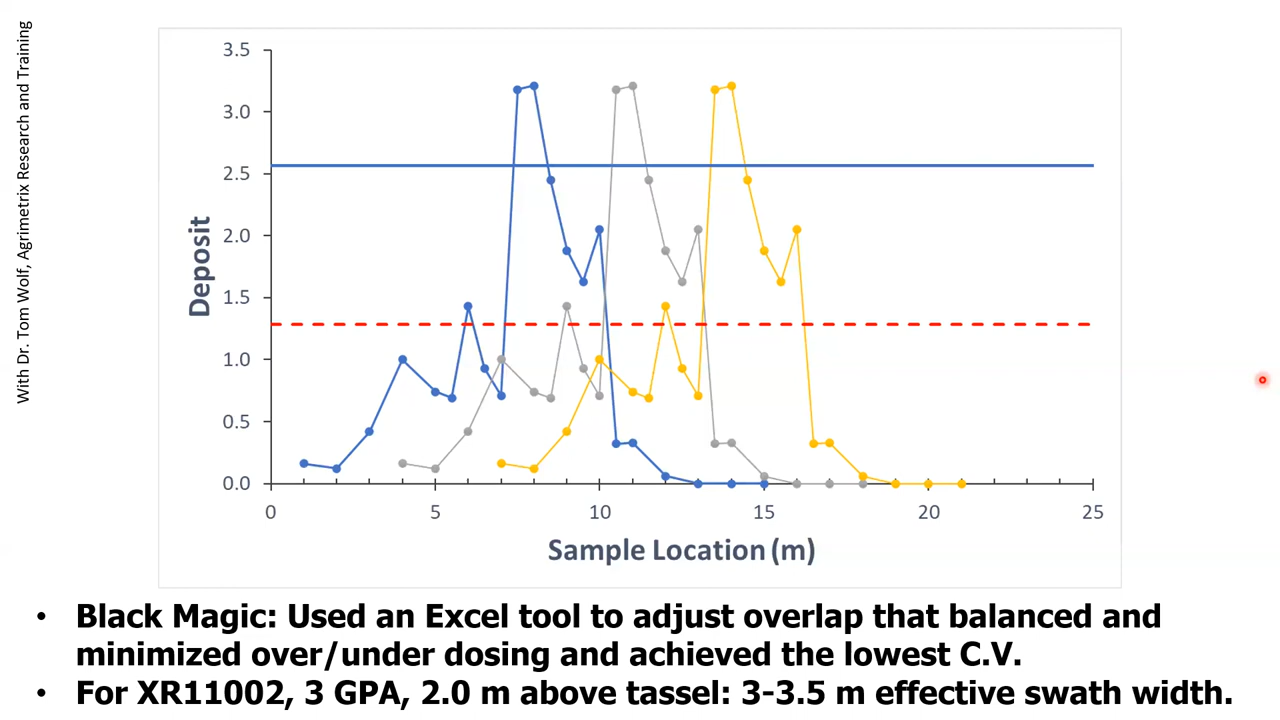 With Dr. Tom Wolf, Agrimetrix Research and Training
3.5
3.0
2.5
2.0
1.5
1.0
0.5
0.0
Deposit
0 5 10 15 20 25
Sample Location (m)
• Black Magic: Used an Excel tool to adjust overlap that balanced and
minimized over/under dosing and achieved the lowest C.V.
• For XR11002, 3 GPA, 2.0 m above tassel: 3-3.5 m effective swath width.